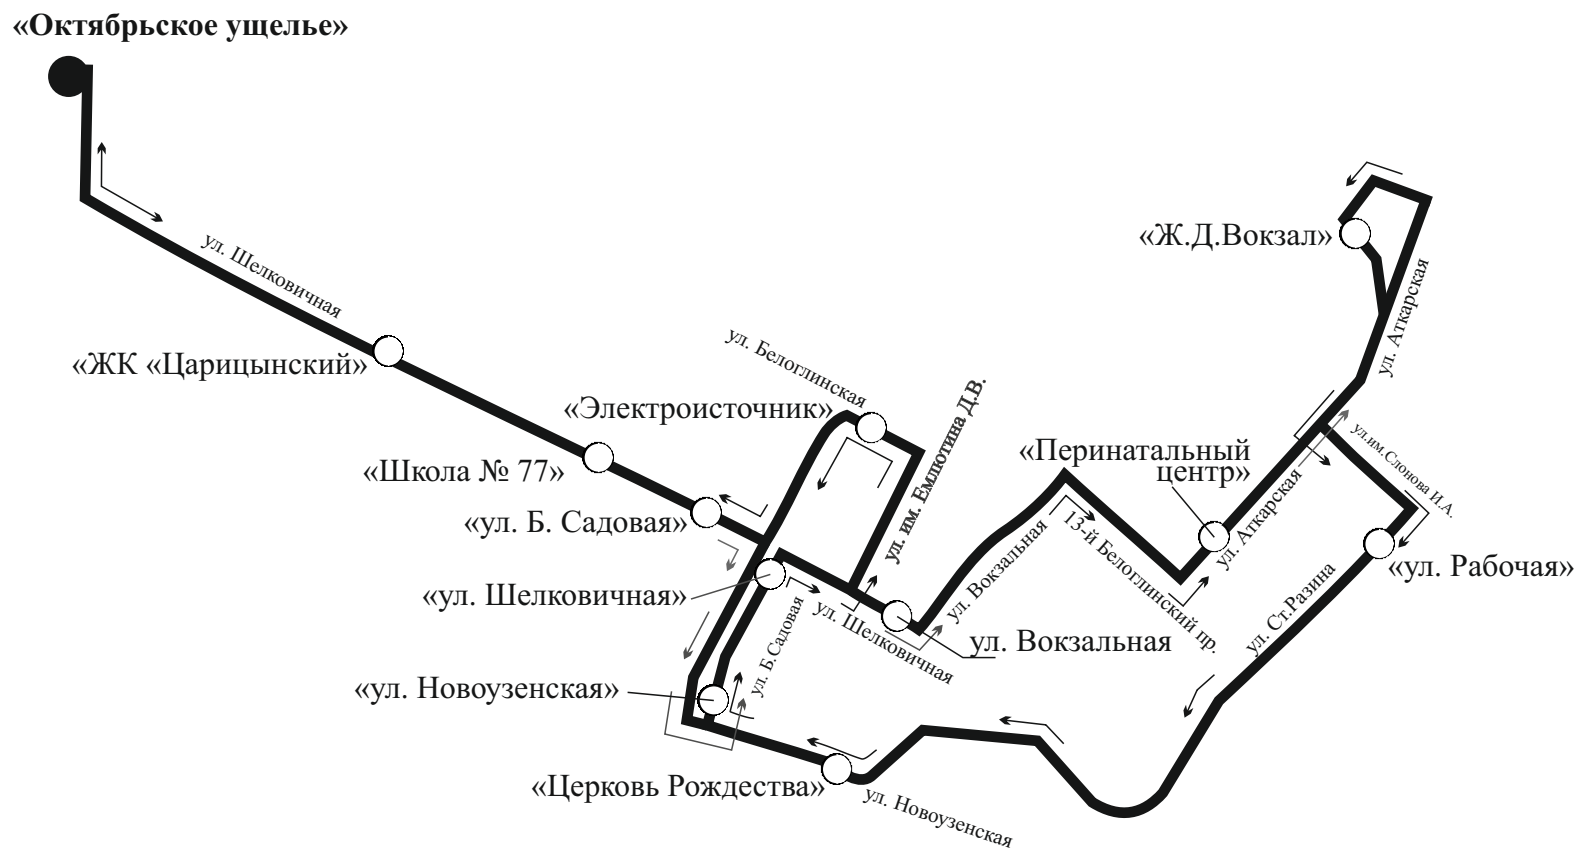 «Октябрьское ущелье»
«Ж.Д.Вокзал»
ул. Шелковичная
ул. Аткарская
«ЖК «Царицынский»
ул. Белоглинская
«Электроисточник»
ул. им. Емлютина Д.В.
«Перинатальный
центр»
ул.им.Слонова И.А.
«Школа № 77»
«ул. Б. Садовая»
13-й Белоглинский пр.
ул. Аткарская
ул. Вокзальная
«ул. Рабочая»
«ул. Шелковичная»
ул. Шелковичная
ул. Вокзальная
ул. Ст.Разина
ул. Б.Садовая
«ул. Новоузенская»
«Церковь Рождества»
ул. Новоузенская